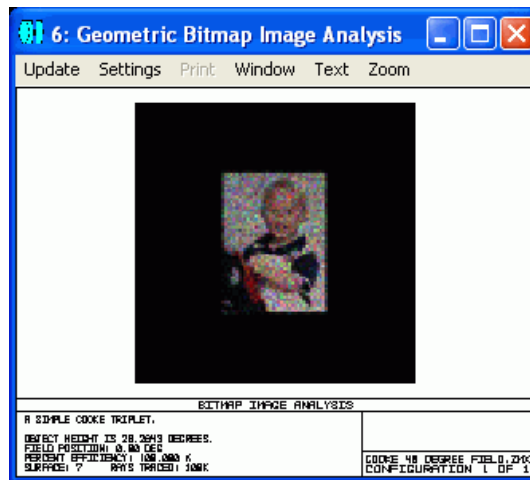 6: Geometric Bitmap Image Analysis
Update Settings Print Window Text Zoom
BITMAP IMAGE ANALYSIS
A SIMPLE COOKE TRIPLET.
OBJECT HEIGHT IS 28.2843 DEGREES.
FIELD POSITION: 0.00 DEG
PERCENT EFFICIENCY: 100.000 %
SURFACE: 7 RAYS TRACED: 100K
COOKE 40 DEGREE FIELD.ZMX
CONFIGURATION 1 OF 1